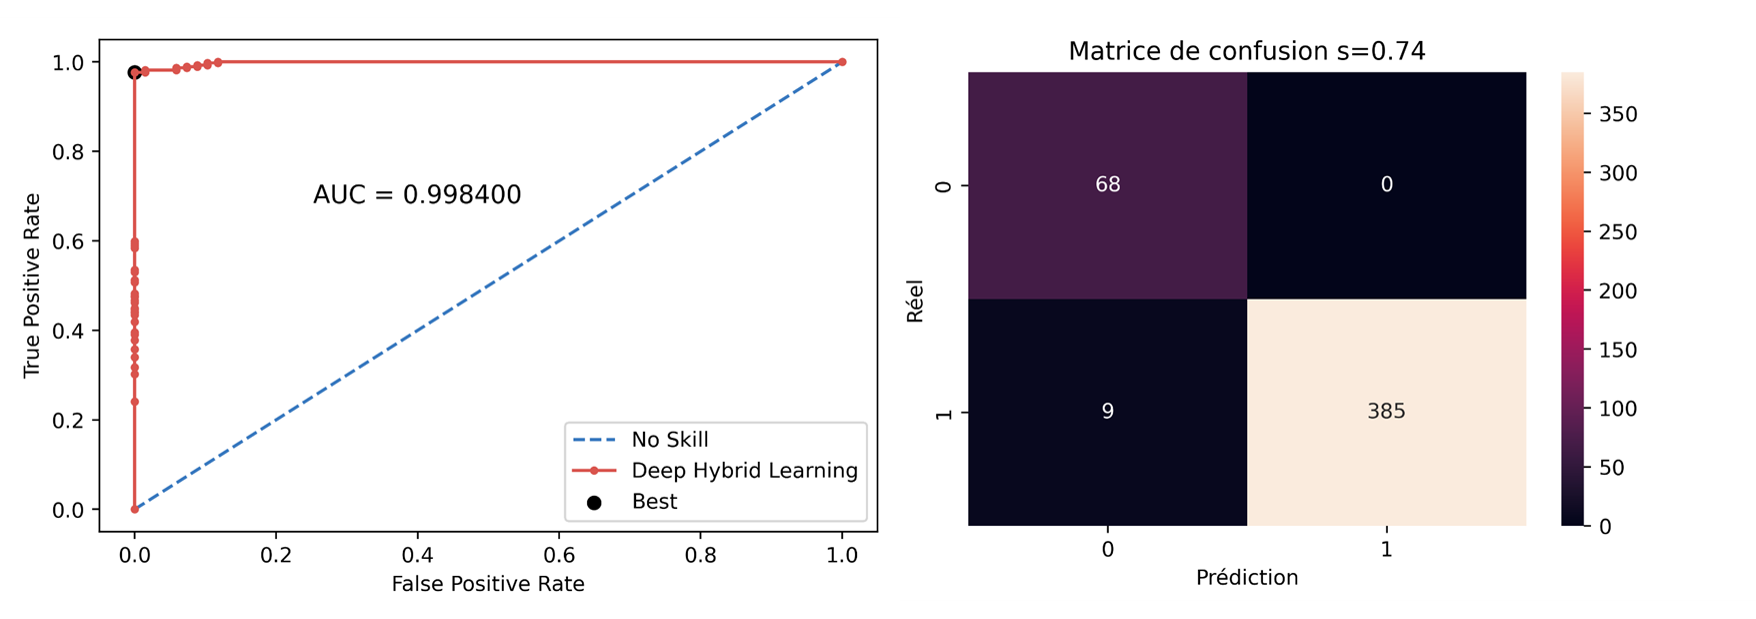 1.0
0.8
0.6
0.4
0.2
0.0
True Positive Rate
AUC = 0.998400
No Skill
Deep Hybrid Learning
Best
0.0 0.2 0.4 0.6 0.8 1.0
False Positive Rate
Matrice de confusion s=0.74
Réel
0
1
68 0
9 385
0 1
Prédiction
350
300
250
200
150
100
50
0